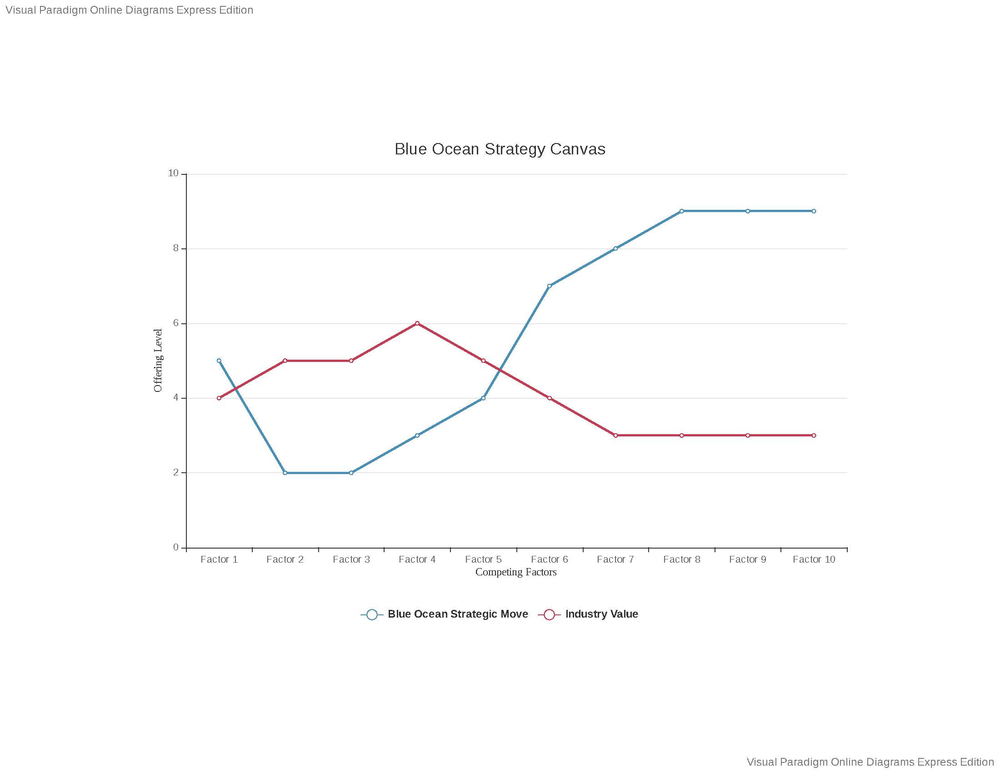 Visual Paradigm Online Diagrams Express Edition
Blue Ocean Strategy Canvas
10
8
6
4
2
0
Offering Level
Factor 1 Factor 2 Factor 3 Factor 4 Factor 5 Factor 6 Factor 7 Factor 8 Factor 9 Factor 10
Competing Factors
Blue Ocean Strategic Move Industry Value
Visual Paradigm Online Diagrams Express Edition